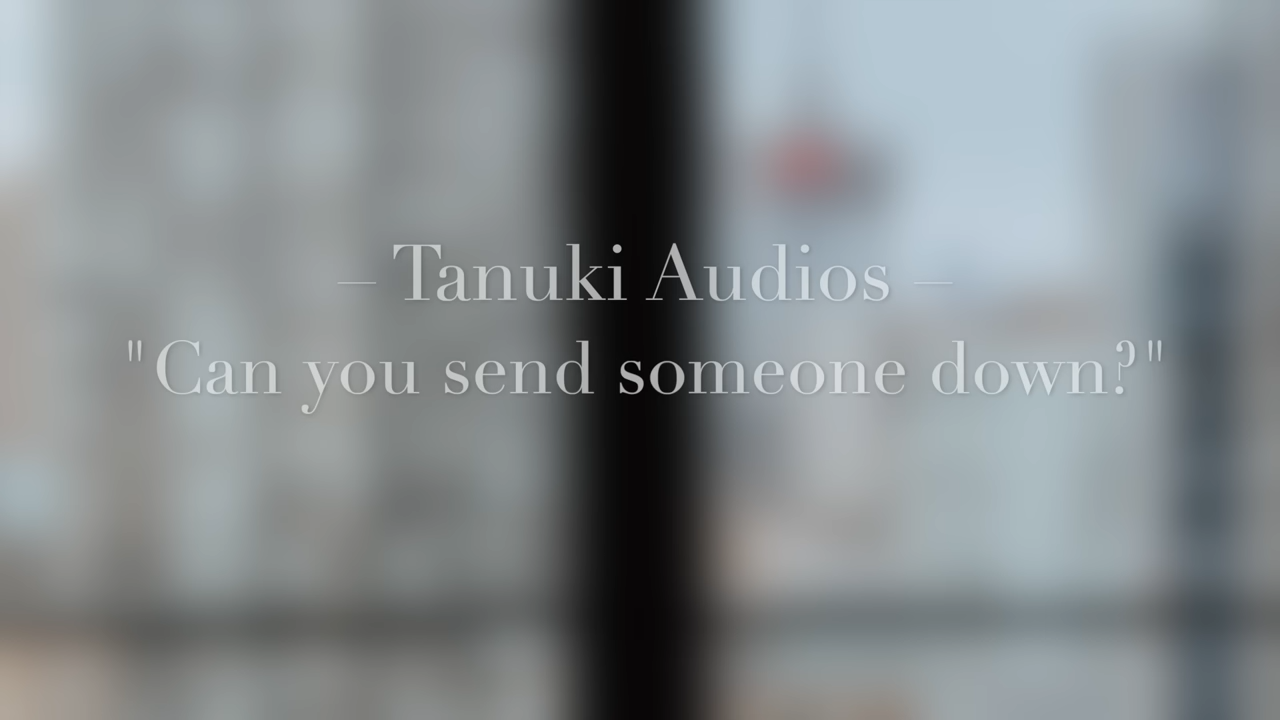 – Tanuki Audios –
"Can you send someone down?"